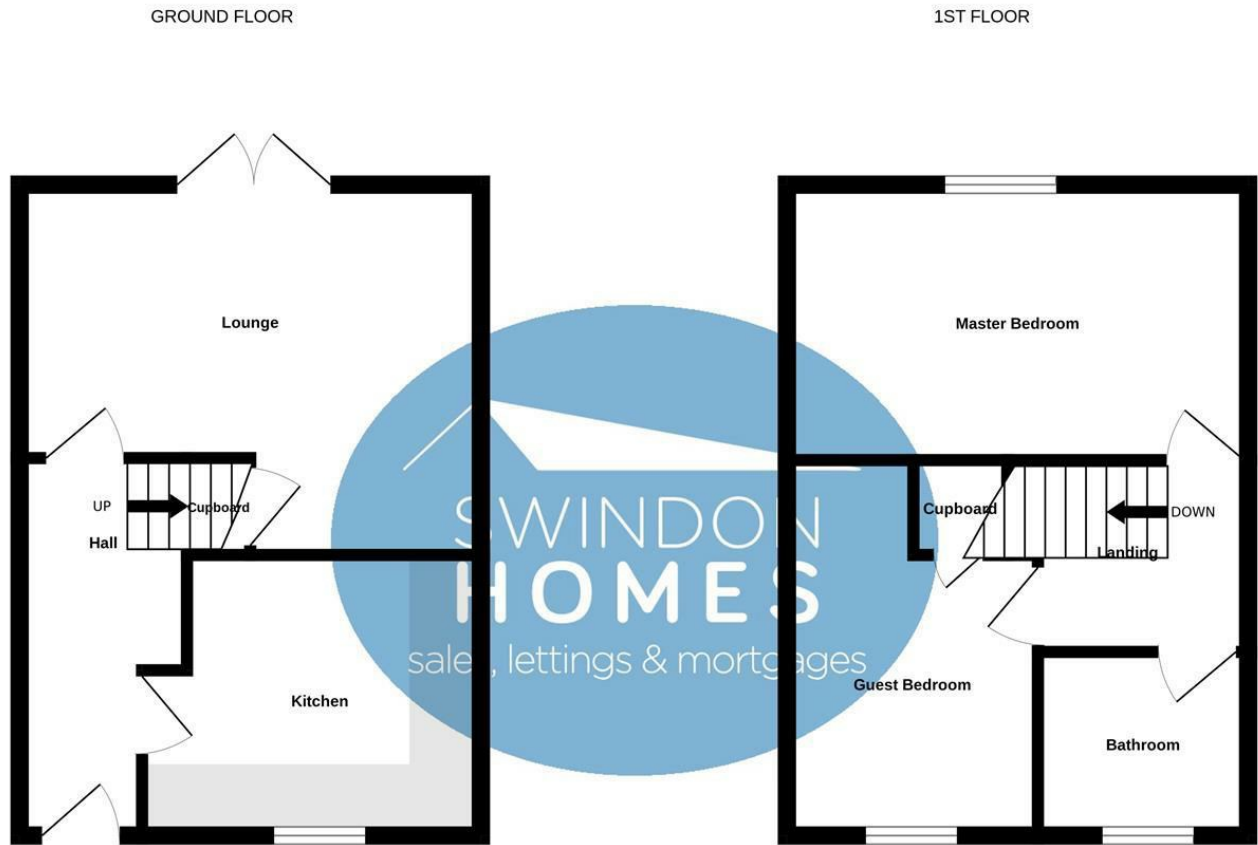 GROUND FLOOR
1ST FLOOR
Lounge
Master Bedroom
UP
Cupboard
Hall
Cupboard
DOWN
Landing
SWINDON
HOMES
sales, lettings & mortgages
Kitchen
Guest Bedroom
Bathroom